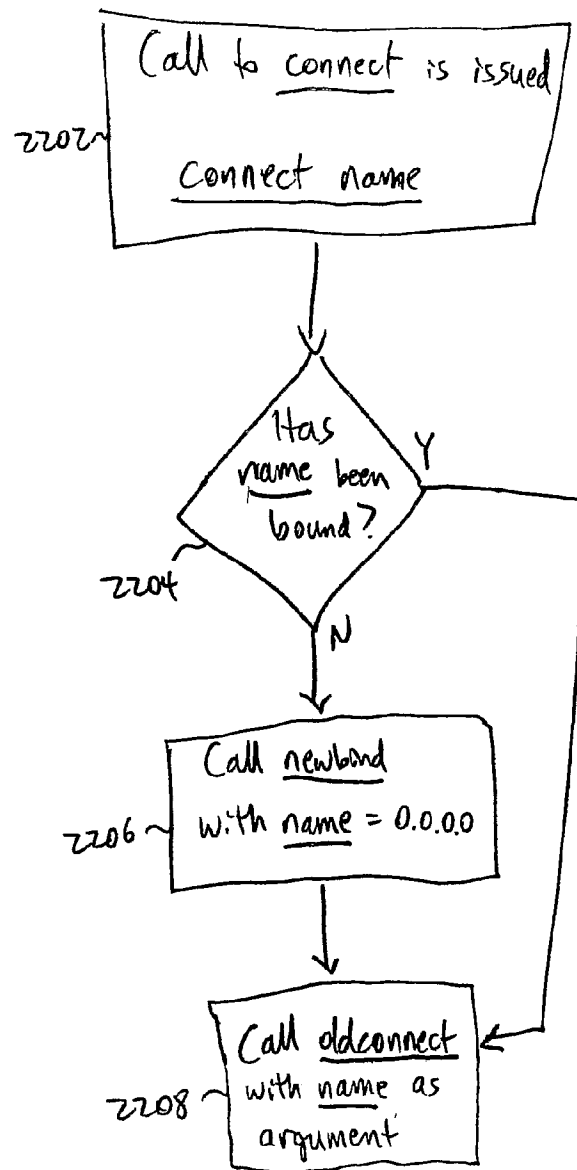 Call to connect is issued
2202
connect name
Has
name been
bound?
Y
2204
N
Call newbind
with name = 0.0.0.0
2206
Call oldconnect
with name as
argument
2208